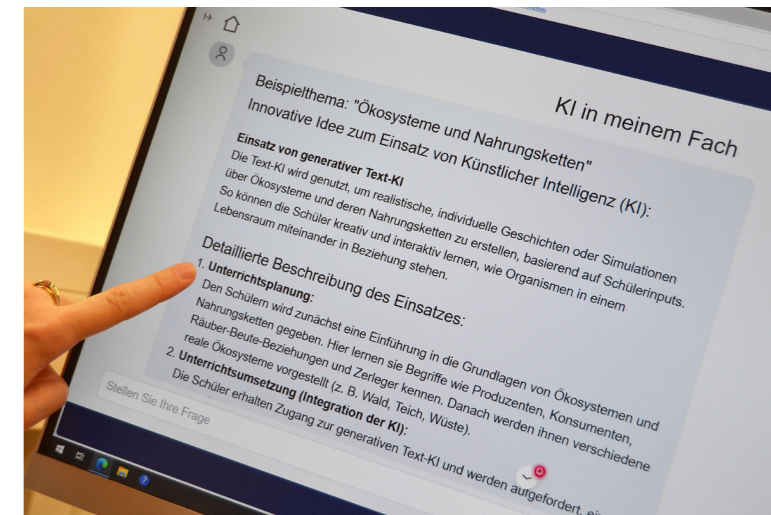 KI in meinem Fach
Beispielthema: "Ökosysteme und Nahrungsketten"
Innovative Idee zum Einsatz von Künstlicher Intelligenz (KI):
Einsatz von generativer Text-KI
Die Text-KI wird genutzt, um realistische, individuelle Geschichten oder Simulationen
über Ökosysteme und deren Nahrungsketten zu erstellen, basierend auf Schülerinputs.
So können die Schüler kreativ und interaktiv lernen, wie Organismen in einem
Lebensraum miteinander in Beziehung stehen.
Detaillierte Beschreibung des Einsatzes:
1. Unterrichtsplanung:
Den Schülern wird zunächst eine Einführung in die Grundlagen von Ökosystemen und
Nahrungsketten gegeben. Hier lernen sie Begriffe wie Produzenten, Konsumenten,
Räuber-Beute-Beziehungen und Zerleger kennen. Danach werden ihnen verschiedene
reale Ökosysteme vorgestellt (z. B. Wald, Teich, Wüste).
2. Unterrichtsumsetzung (Integration der KI):
Die Schüler erhalten Zugang zur generativen Text-KI und werden aufgefordert,
Stellen Sie Ihre Frage